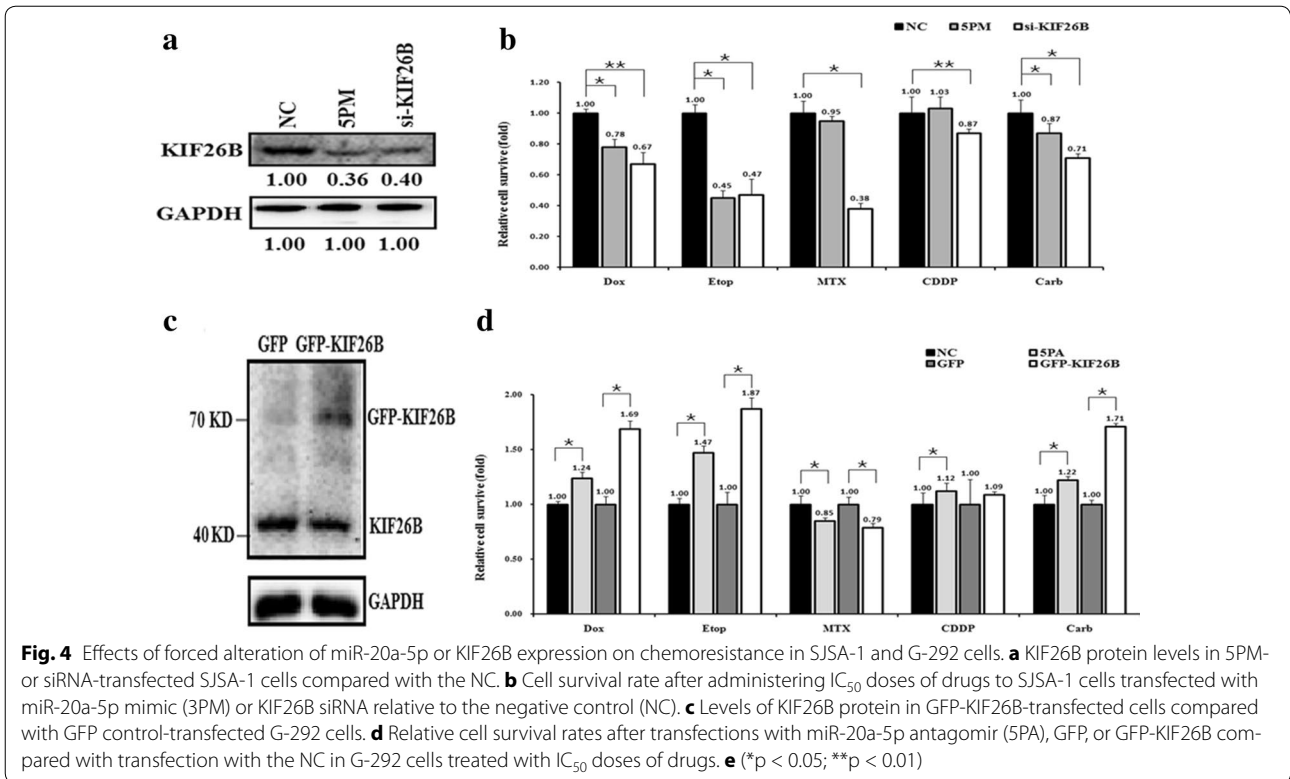 a
NC
5PM
si-KIF26B
KIF26B
1.00 0.36 0.40
GAPDH
1.00 1.00 1.00
b
NC 5PM si-KIF26B
Relative cell survive(fold)
1.20
1.00
0.80
0.60
0.40
0.20
0.00
** * * * * ** * *
1.00 0.78 0.67
1.00 0.45 0.47
1.00 0.95 0.38
1.00 1.03 0.87
1.00 0.87 0.71
Dox Etop MTX CDDP Carb
c
GFP GFP-KIF26B
70 KD GFP-KIF26B
40 KD KIF26B
GAPDH
d
NC 5PA
GFP GFP-KIF26B
Relative cell survive(fold)
2.00
1.50
1.00
0.50
0.00
* * * * * * * * *
1.00 1.24 1.00 1.69
1.00 1.47 1.00 1.87
1.00 0.85 1.00 0.79
1.00 1.12 1.00 1.09
1.00 1.22 1.00 1.71
Dox Etop MTX CDDP Carb
Fig. 4 Effects of forced alteration of miR-20a-5p or KIF26B expression on chemoresistance in SJSA-1 and G-292 cells. a KIF26B protein levels in 5PM-
or siRNA-transfected SJSA-1 cells compared with the NC. b Cell survival rate after administering IC50 doses of drugs to SJSA-1 cells transfected with
miR-20a-5p mimic (3PM) or KIF26B siRNA relative to the negative control (NC). c Levels of KIF26B protein in GFP-KIF26B-transfected cells compared
with GFP control-transfected G-292 cells. d Relative cell survival rates after transfections with miR-20a-5p antagomir (5PA), GFP, or GFP-KIF26B com-
pared with transfection with the NC in G-292 cells treated with IC50 doses of drugs. e (*p < 0.05; **p < 0.01)